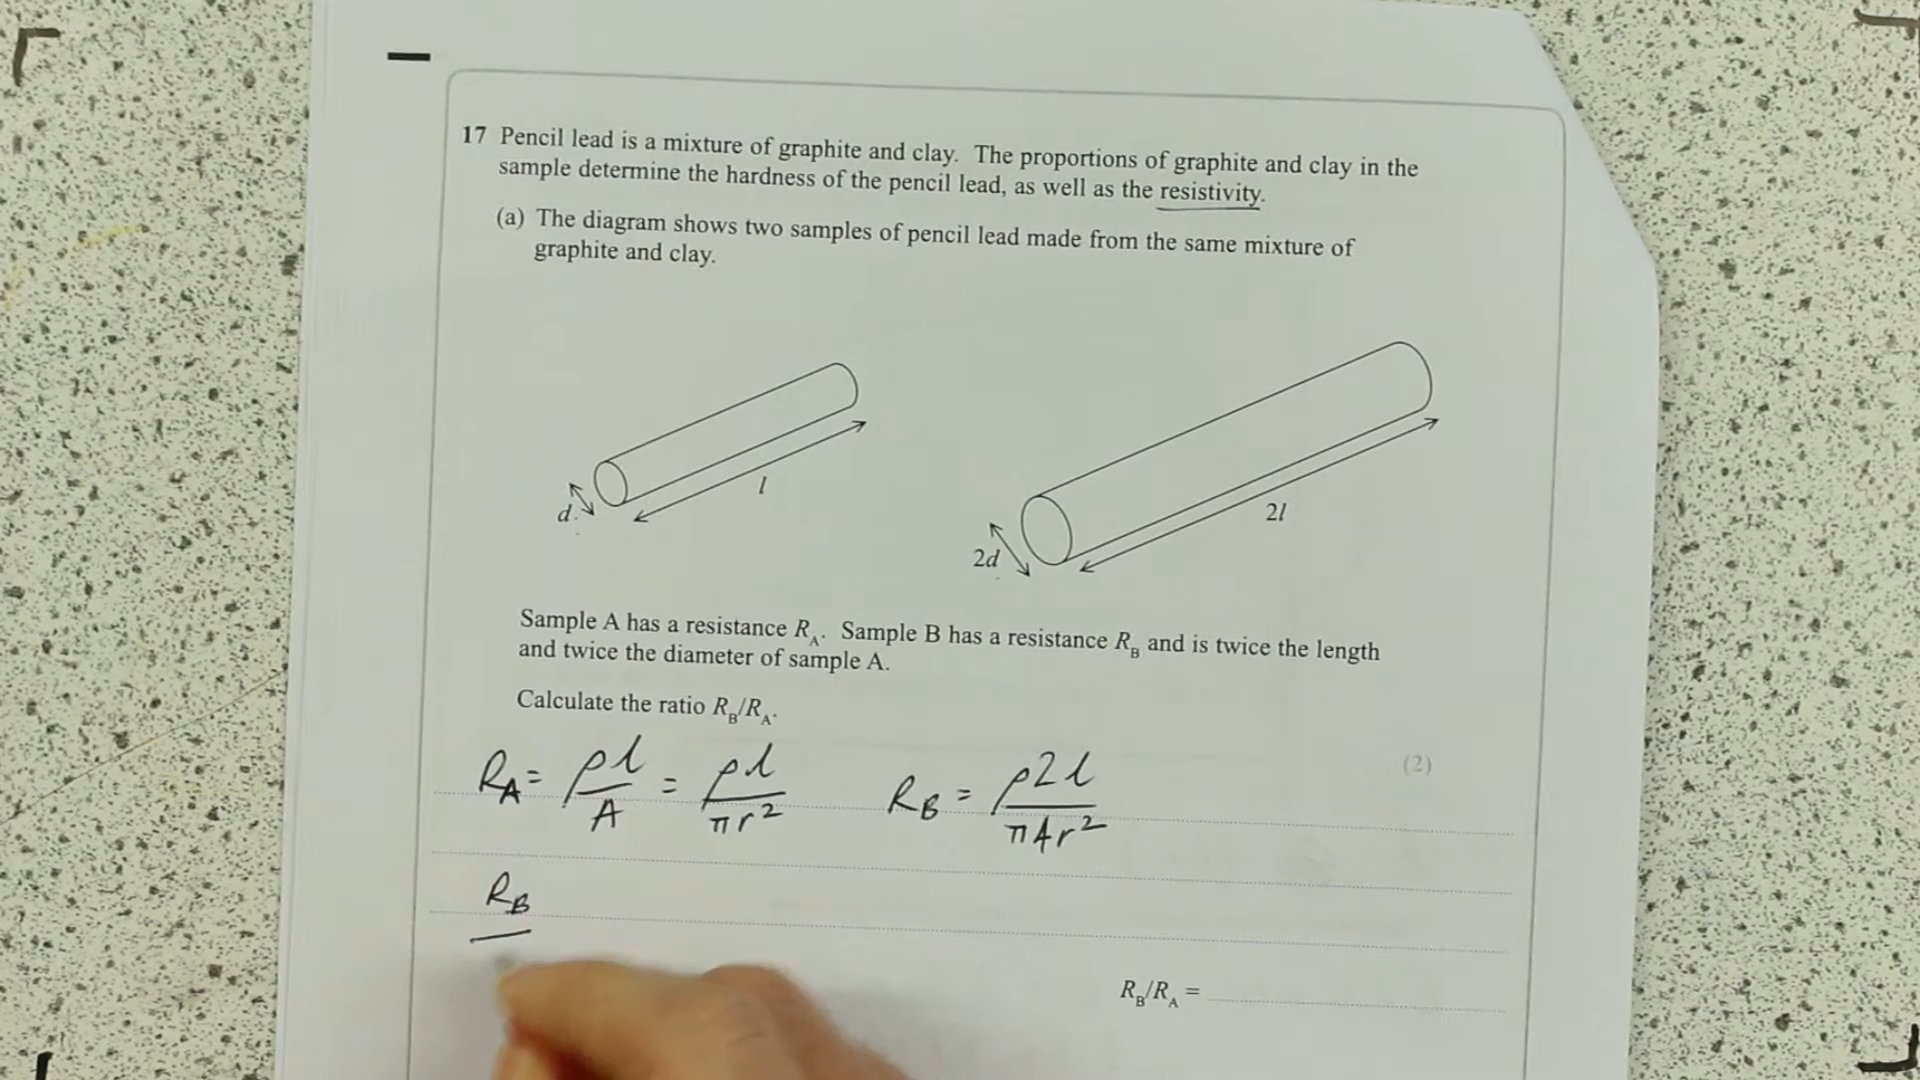 17 Pencil lead is a mixture of graphite and clay. The proportions of graphite and clay in the
sample determine the hardness of the pencil lead, as well as the resistivity.
(a) The diagram shows two samples of pencil lead made from the same mixture of
graphite and clay.
d
l
2d
2l
Sample A has a resistance R_A. Sample B has a resistance R_B and is twice the length
and twice the diameter of sample A.
Calculate the ratio R_B/R_A.
(2)
R_A = ρl/A = ρl/πr² R_B = ρ2l/π4r²
R_B
R_B/R_A =